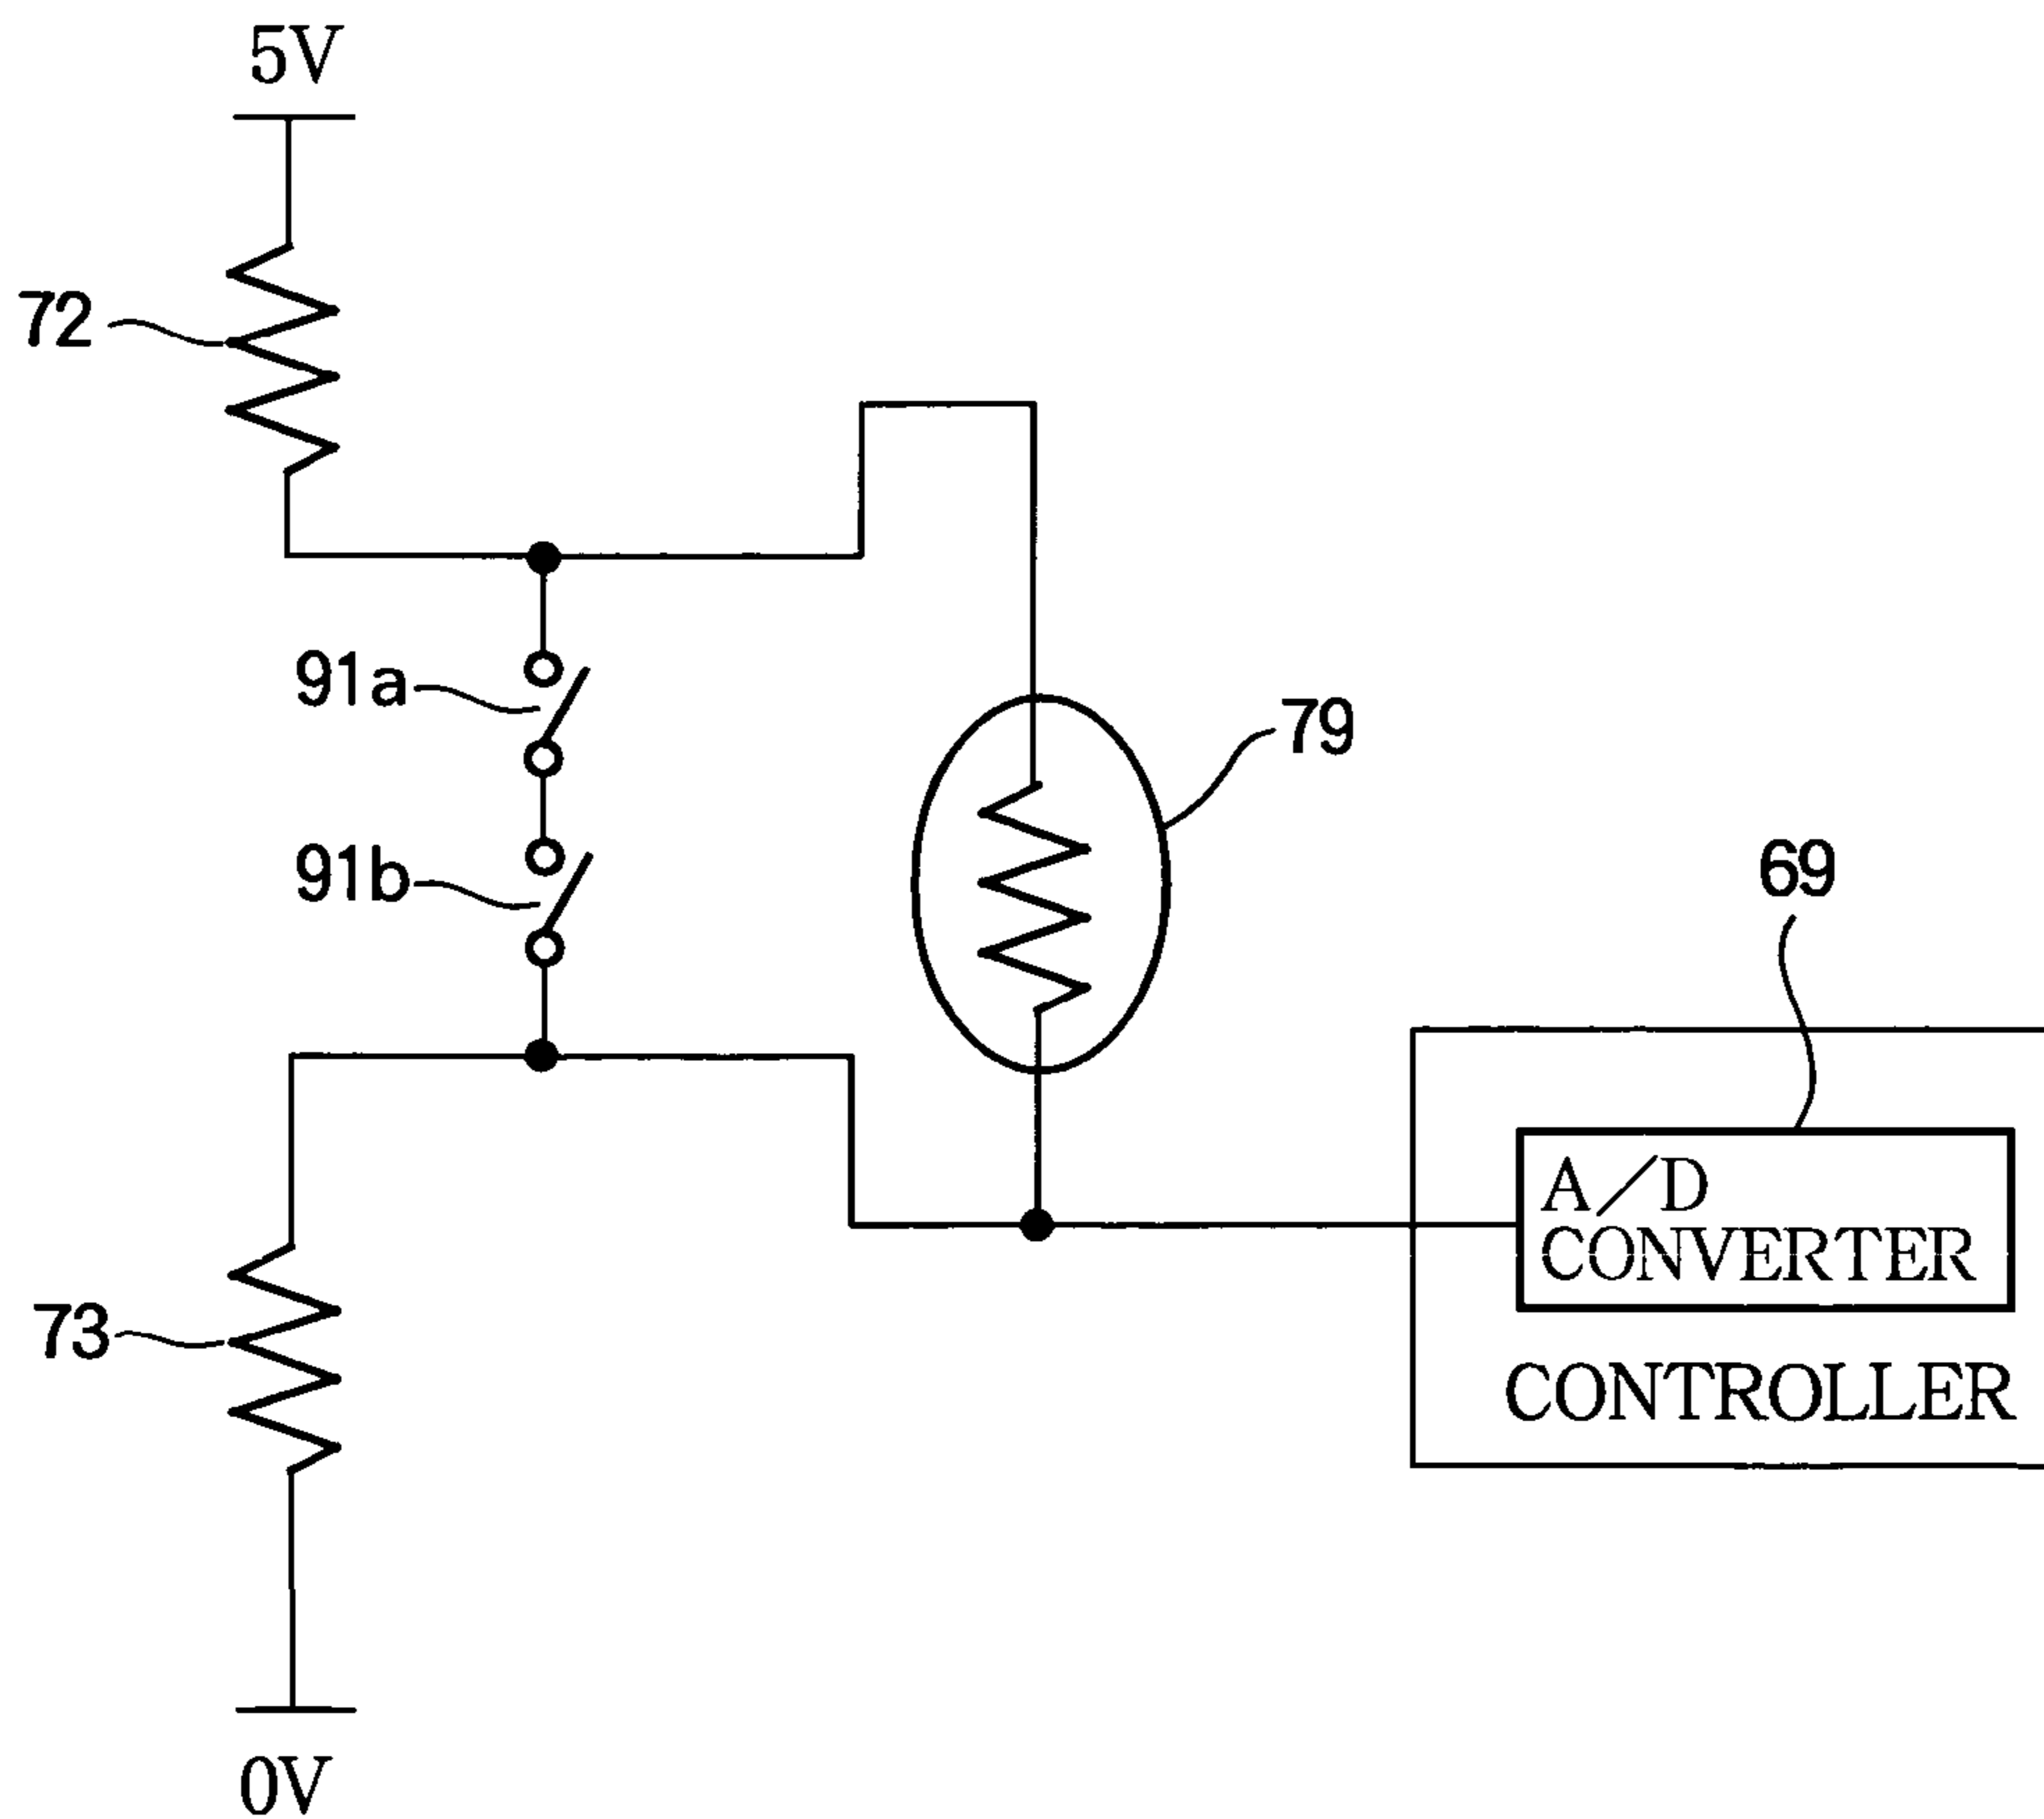 5V
72
91a
79
91b
69
A/D
CONVERTER
73
CONTROLLER
0V